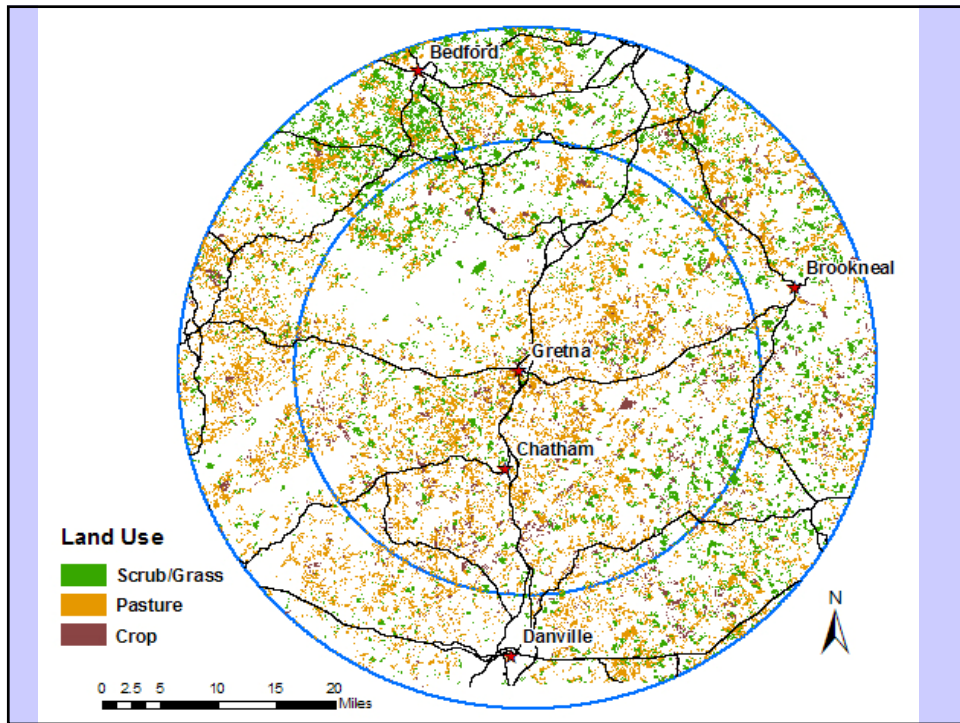 Bedford
Brookneal
Gretna
Chatham
Land Use
Scrub/Grass
Pasture
Crop
N
Danville
0 2.5 5 10 15 20
Miles